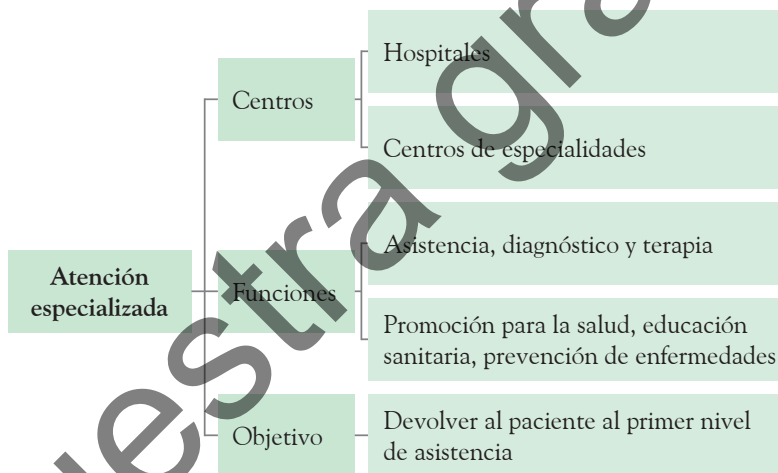 Hospitales
Centros
Centros de especialidades
Asistencia, diagnóstico y terapia
Atención
especializada
Funciones
Promoción para la salud, educación
sanitaria, prevención de enfermedades
Objetivo
Devolver al paciente al primer nivel
de asistencia